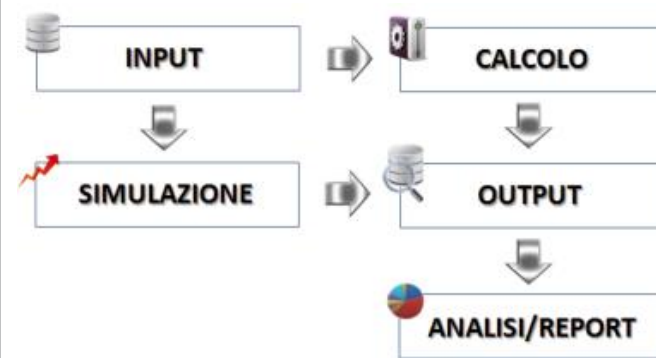 INPUT
CALCOLO
SIMULAZIONE
OUTPUT
ANALISI/REPORT